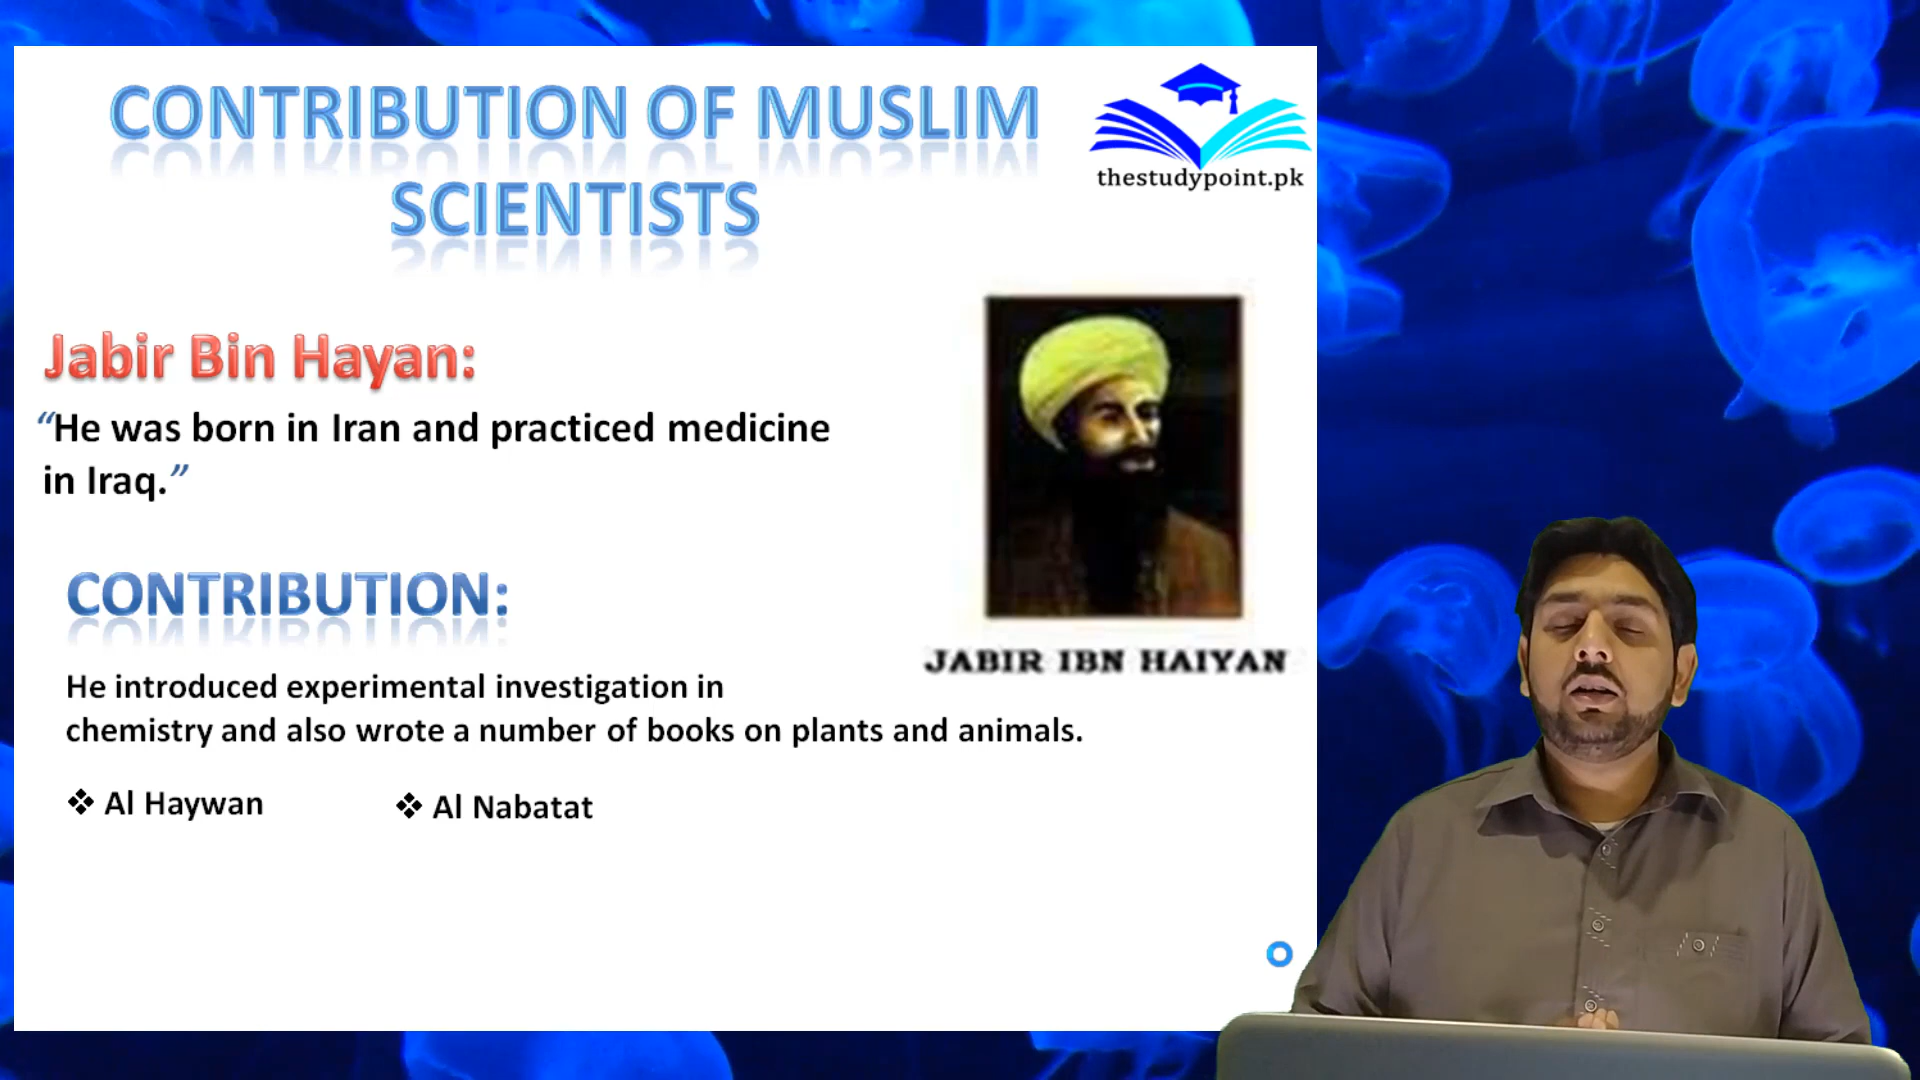 CONTRIBUTION OF MUSLIM
SCIENTISTS
thestudypoint.pk
Jabir Bin Hayan:
“He was born in Iran and practiced medicine
in Iraq.”
JABIR IBN HAIYAN
CONTRIBUTION:
He introduced experimental investigation in
chemistry and also wrote a number of books on plants and animals.
❖ Al Haywan ❖ Al Nabatat